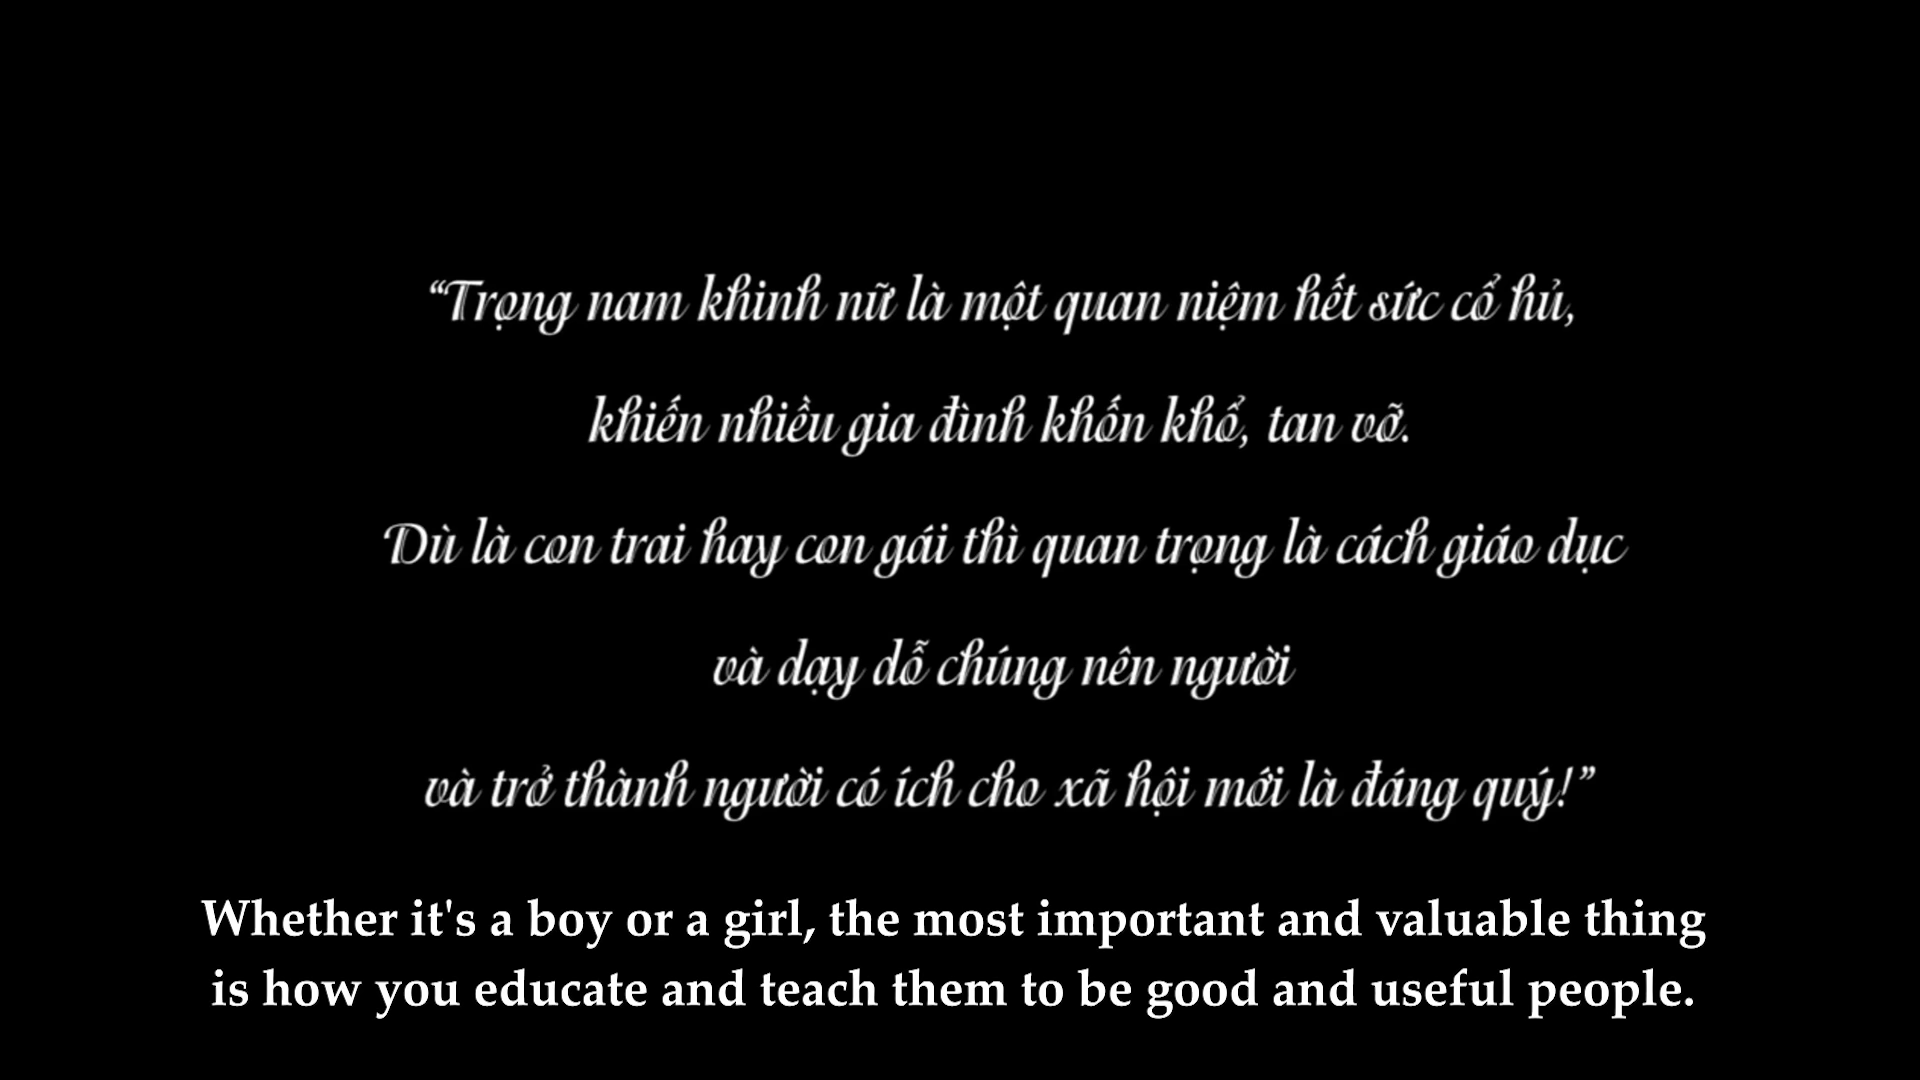 “Trọng nam khinh nữ là một quan niệm hết sức cổ hủ,
khiến nhiều gia đình khốn khổ, tan vỡ.
Dù là con trai hay con gái thì quan trọng là cách giáo dục
và dạy dỗ chúng nên người
và trở thành người có ích cho xã hội mới là đáng quý!”
Whether it's a boy or a girl, the most important and valuable thing
is how you educate and teach them to be good and useful people.